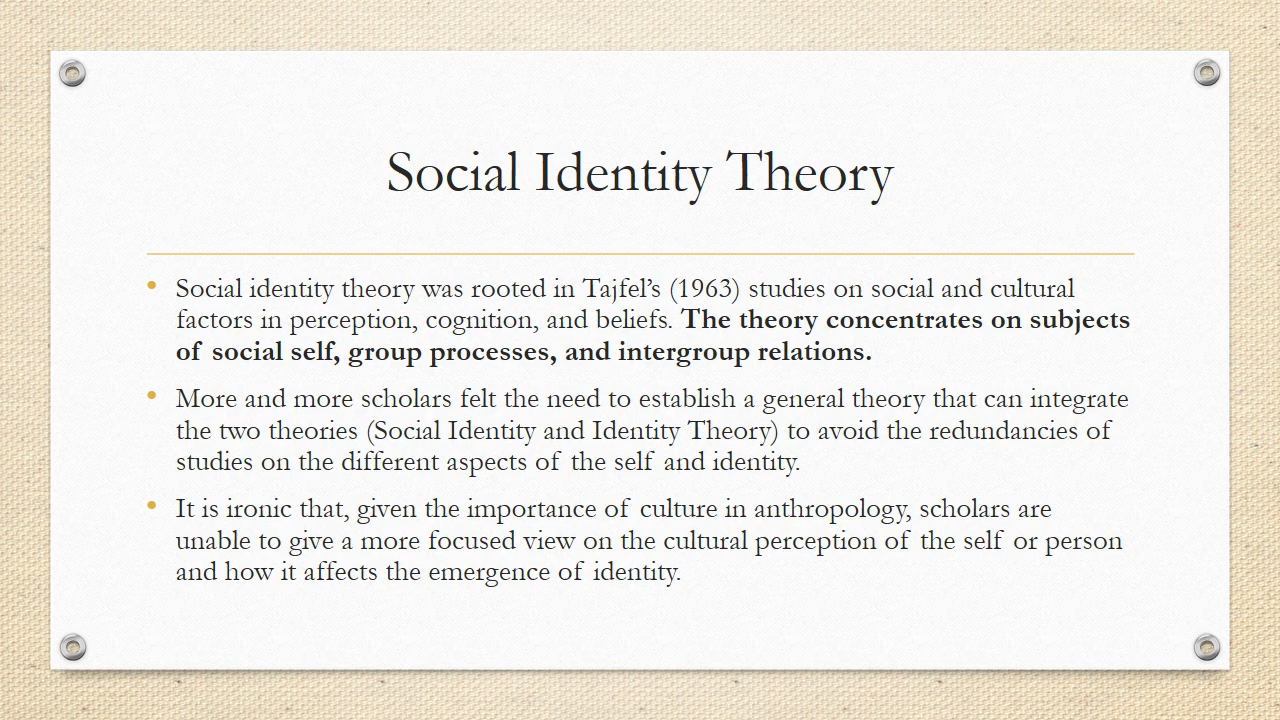 Social Identity Theory
• Social identity theory was rooted in Tajfel’s (1963) studies on social and cultural
factors in perception, cognition, and beliefs. The theory concentrates on subjects
of social self, group processes, and intergroup relations.
• More and more scholars felt the need to establish a general theory that can integrate
the two theories (Social Identity and Identity Theory) to avoid the redundancies of
studies on the different aspects of the self and identity.
• It is ironic that, given the importance of culture in anthropology, scholars are
unable to give a more focused view on the cultural perception of the self or person
and how it affects the emergence of identity.